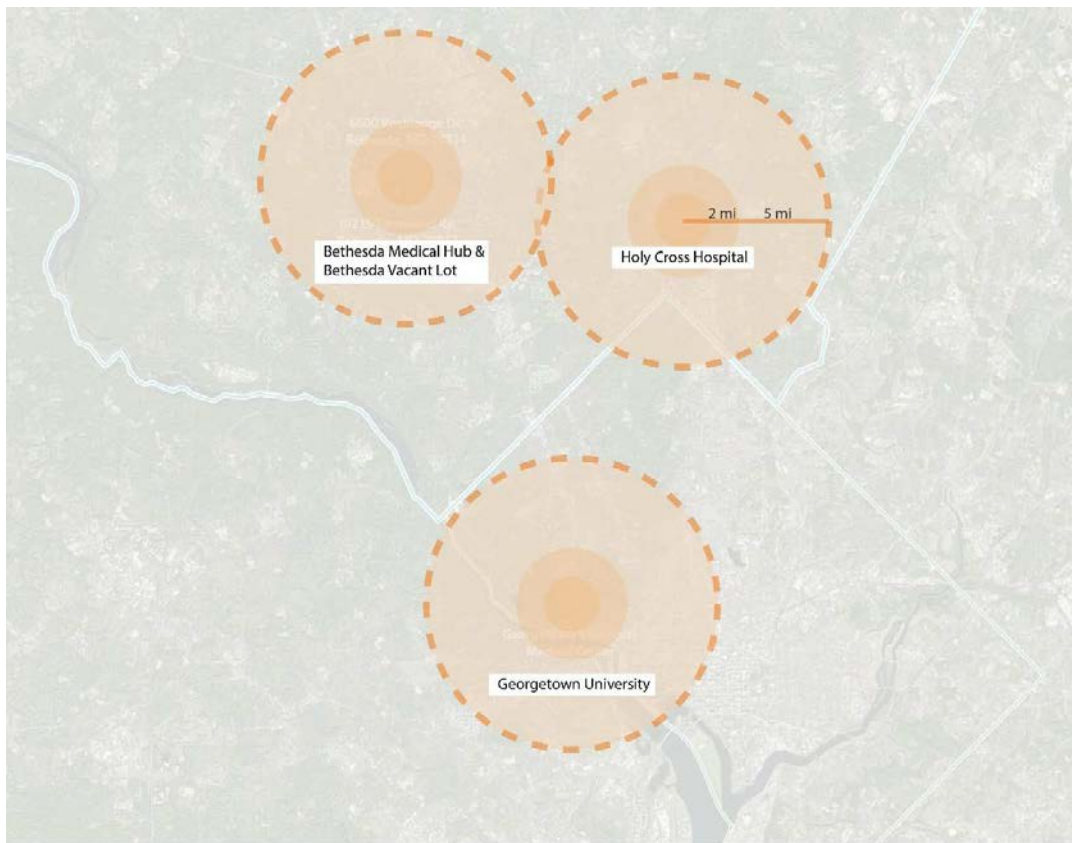 Bethesda Medical Hub &
Bethesda Vacant Lot
2 mi
5 mi
Holy Cross Hospital
Georgetown University